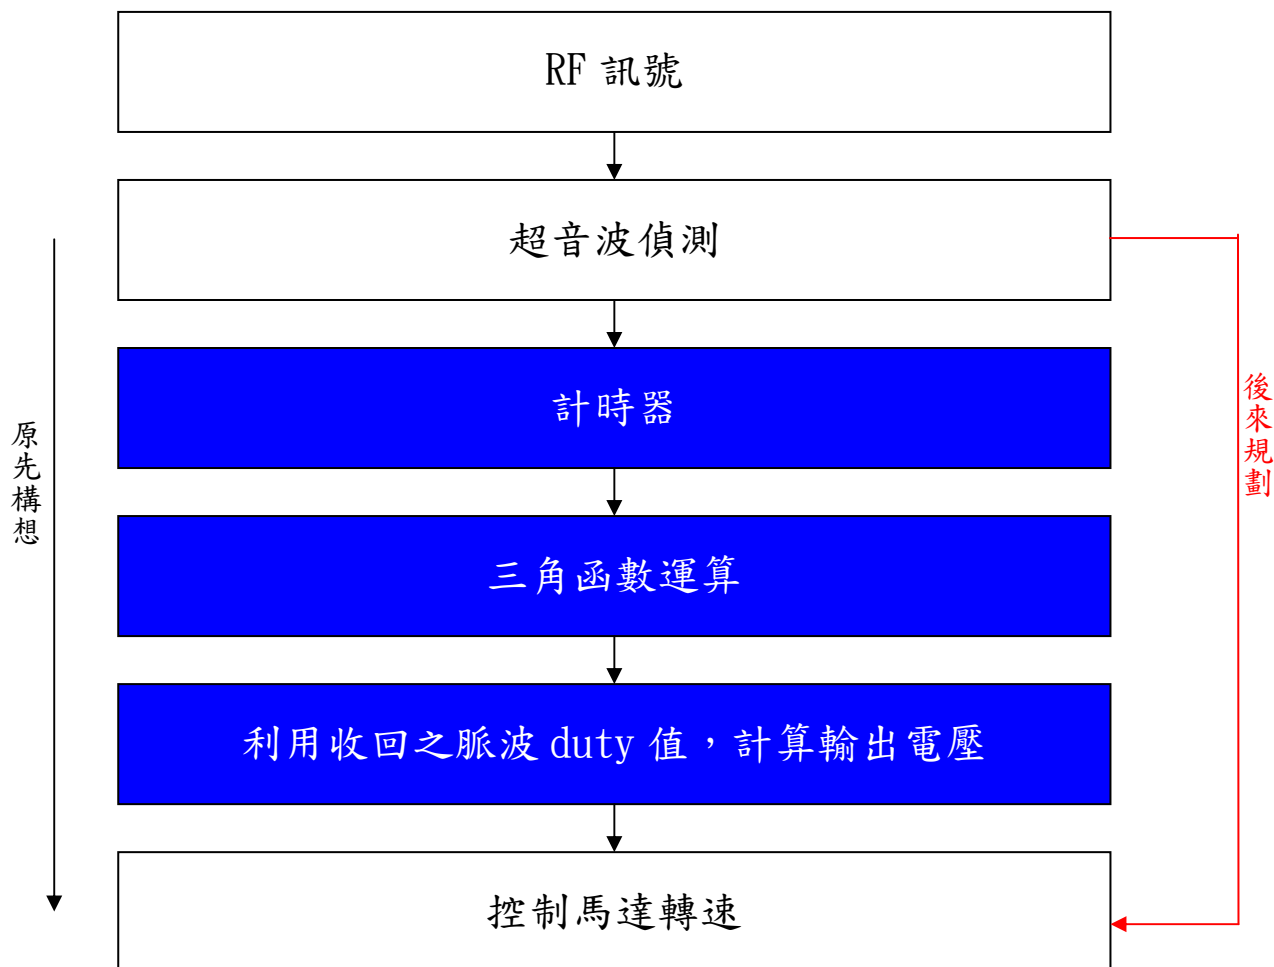 RF 訊號
超音波偵測
計時器
三角函數運算
利用收回之脈波 duty 值，計算輸出電壓
控制馬達轉速
原先構想
後來規劃